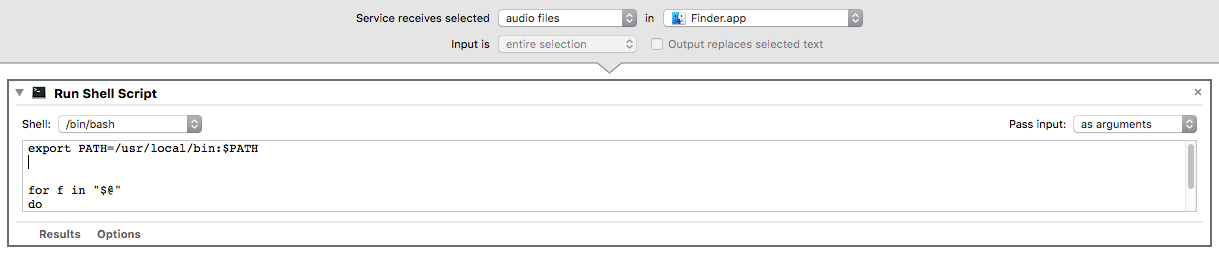 Service receives selected audio files in Finder.app
Input is entire selection Output replaces selected text
Run Shell Script
Shell: /bin/bash Pass input: as arguments
export PATH=/usr/local/bin:$PATH
for f in "$@"
do
Results Options